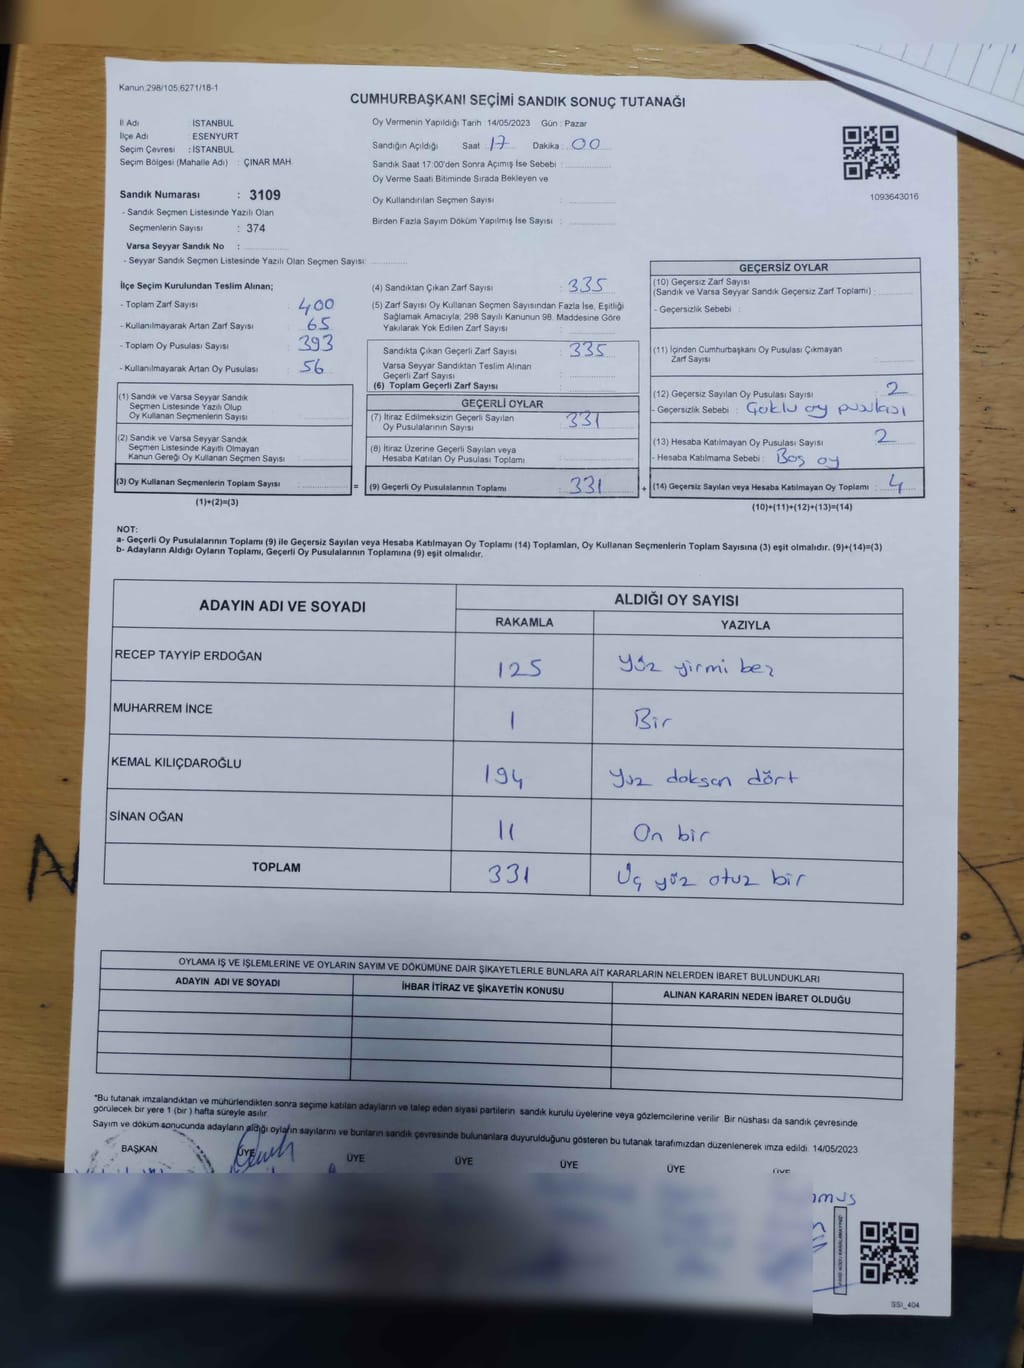 Kanun:298/105;6271/18-1
CUMHURBAŞKANI SEÇİMİ SANDIK SONUÇ TUTANAĞI
İl Adı : İSTANBUL
İlçe Adı : ESENYURT
Seçim Çevresi : İSTANBUL
Seçim Bölgesi (Mahalle Adı) : ÇINAR MAH.
Sandık Numarası : 3109
- Sandık Seçmen Listesinde Yazılı Olan
Seçmenlerin Sayısı : 374
Varsa Seyyar Sandık No :
- Seyyar Sandık Seçmen Listesinde Yazılı Olan Seçmen Sayısı:
Oy Vermenin Yapıldığı Tarih :14/05/2023 Gün : Pazar
Sandığın Açıldığı Saat : 17 Dakika : 00
Sandık Saat 17:00'den Sonra Açımış İse Sebebi :
Oy Verme Saati Bitiminde Sırada Bekleyen ve
Oy Kullandırılan Seçmen Sayısı :
Birden Fazla Sayım Döküm Yapılmış İse Sayısı :
1093643016
İlçe Seçim Kurulundan Teslim Alınan;
- Toplam Zarf Sayısı : 400
- Kullanılmayarak Artan Zarf Sayısı : 65
- Toplam Oy Pusulası Sayısı : 393
- Kullanılmayarak Artan Oy Pusulası : 56
(1) Sandık ve Varsa Seyyar Sandık
Seçmen Listesinde Yazılı Olup
Oy Kullanan Seçmenlerin Sayısı :
(2) Sandık ve Varsa Seyyar Sandık
Seçmen Listesinde Kayıtlı Olmayan
Kanun Gereği Oy Kullanan Seçmen Sayısı :
(3) Oy Kullanan Seçmenlerin Toplam Sayısı :
(1)+(2)=(3)
(4) Sandıktan Çıkan Zarf Sayısı : 335
(5) Zarf Sayısı Oy Kullanan Seçmen Sayısından Fazla İse, Eşitliği
Sağlamak Amacıyla; 298 Sayılı Kanunun 98. Maddesine Göre
Yakılarak Yok Edilen Zarf Sayısı :
Sandıkta Çıkan Geçerli Zarf Sayısı : 335
Varsa Seyyar Sandıktan Teslim Alınan
Geçerli Zarf Sayısı :
(6) Toplam Geçerli Zarf Sayısı :
GEÇERLİ OYLAR
(7) İtiraz Edilmeksizin Geçerli Sayılan
Oy Pusulalarının Sayısı : 331
(8) İtiraz Üzerine Geçerli Sayılan veya
Hesaba Katılan Oy Pusulası Toplamı :
= (9) Geçerli Oy Pusulalarının Toplamı : 331
GEÇERSİZ OYLAR
(10) Geçersiz Zarf Sayısı
(Sandık ve Varsa Seyyar Sandık Geçersiz Zarf Toplamı) :
- Geçersizlik Sebebi :
(11) İçinden Cumhurbaşkanı Oy Pusulası Çıkmayan
Zarf Sayısı :
(12) Geçersiz Sayılan Oy Pusulası Sayısı : 2
- Geçersizlik Sebebi : Çoklu oy pusulası
(13) Hesaba Katılmayan Oy Pusulası Sayısı : 2
- Hesaba Katılmama Sebebi : Boş oy
+ (14) Geçersiz Sayılan veya Hesaba Katılmayan Oy Toplamı : 4
(10)+(11)+(12)+(13)=(14)
NOT:
a- Geçerli Oy Pusulalarının Toplamı (9) ile Geçersiz Sayılan veya Hesaba Katılmayan Oy Toplamı (14) Toplamları, Oy Kullanan Seçmenlerin Toplam Sayısına (3) eşit olmalıdır. (9)+(14)=(3)
b- Adayların Aldığı Oyların Toplamı, Geçerli Oy Pusulalarının Toplamına (9) eşit olmalıdır.
ADAYIN ADI VE SOYADI ALDIĞI OY SAYISI
RAKAMLA YAZIYLA
RECEP TAYYİP ERDOĞAN 125 Yüz yirmi beş
MUHARREM İNCE 1 Bir
KEMAL KILIÇDAROĞLU 194 Yüz doksan dört
SİNAN OĞAN 11 On bir
TOPLAM 331 Üç yüz otuz bir
OYLAMA İŞ VE İŞLEMLERİNE VE OYLARIN SAYIM VE DÖKÜMÜNE DAİR ŞİKAYETLERLE BUNLARA AİT KARARLARIN NELERDEN İBARET BULUNDUKLARI
ADAYIN ADI VE SOYADI İHBAR İTİRAZ VE ŞİKAYETİN KONUSU ALINAN KARARIN NEDEN İBARET OLDUĞU
"Bu tutanak imzalandıktan ve mühürlendikten sonra seçime katılan adayların ve talep eden siyasi partilerin sandık kurulu üyelerine veya gözlemcilerine verilir. Bir nüshası da sandık çevresinde
görülecek bir yere 1 (bir ) hafta süreyle asılır.
Sayım ve döküm sonucunda adayların aldığı oyların sayılarını ve bunların sandık çevresinde bulunanlara duyurulduğunu gösteren bu tutanak tarafımızdan düzenlenerek imza edildi. 14/05/2023
BAŞKAN ÜYE ÜYE ÜYE ÜYE ÜYE ÜYE
SSI_404